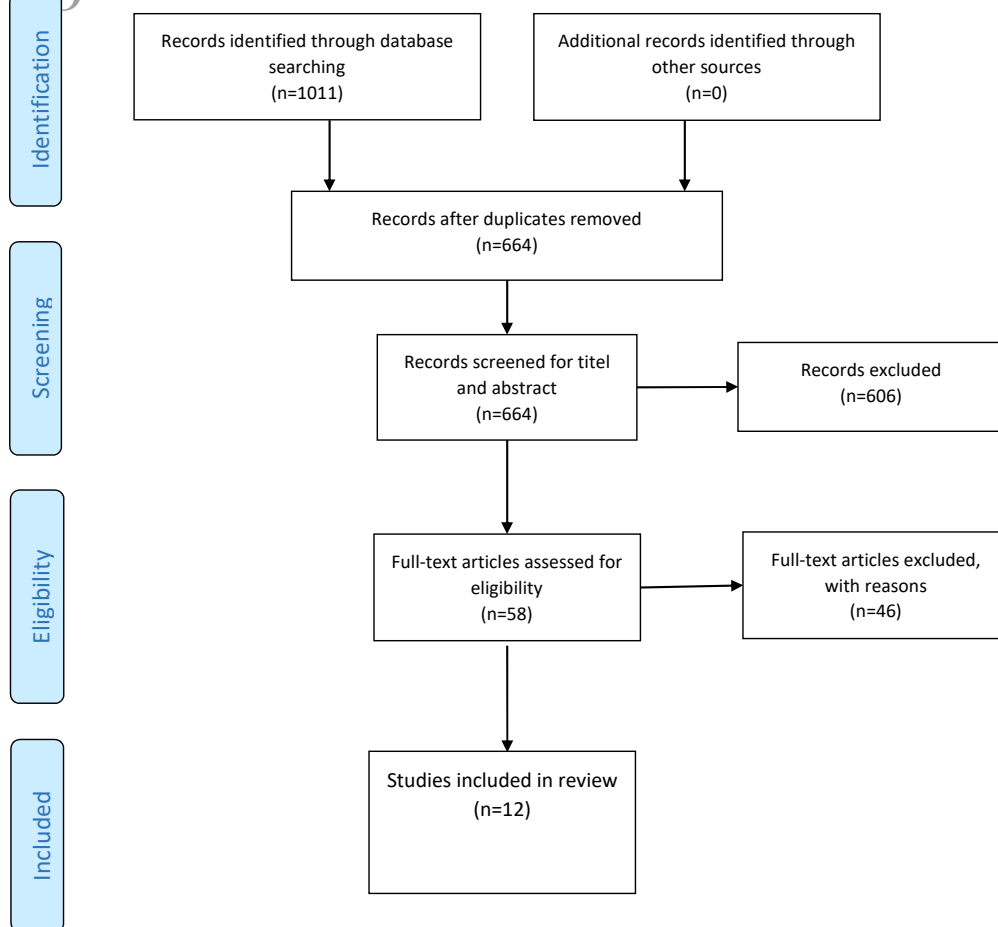 Identification
Records identified through database
searching
(n=1011)
Additional records identified through
other sources
(n=0)
Records after duplicates removed
(n=664)
Screening
Records screened for titel
and abstract
(n=664)
Records excluded
(n=606)
Eligibility
Full-text articles assessed for
eligibility
(n=58)
Full-text articles excluded,
with reasons
(n=46)
Included
Studies included in review
(n=12)